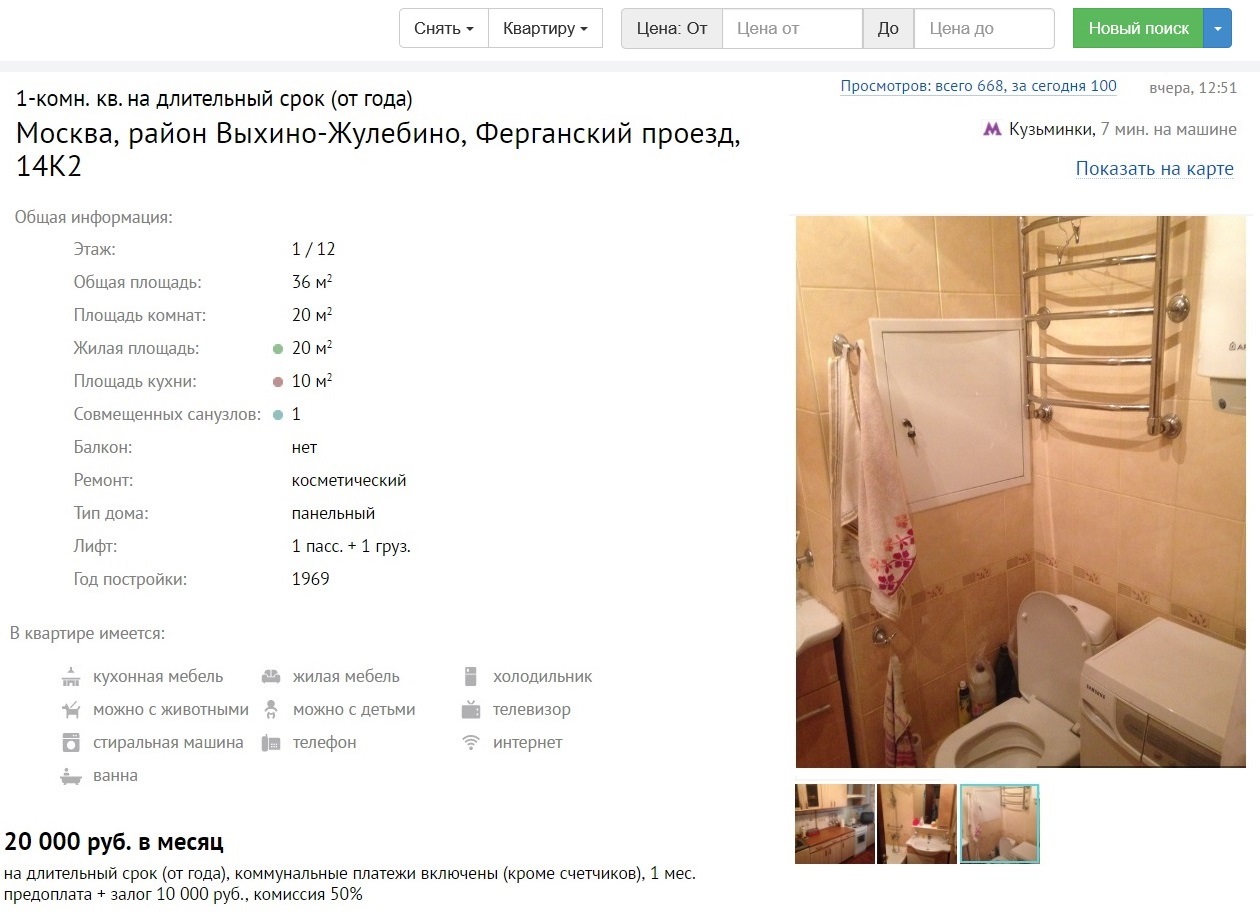 Снять Квартиру Цена: От Цена от До Цена до Новый поиск
1-комн. кв. на длительный срок (от года)
Просмотров: всего 668, за сегодня 100 вчера, 12:51
Москва, район Выхино-Жулебино, Ферганский проезд,
14К2
Кузьминки, 7 мин. на машине
Показать на карте
Общая информация:
Этаж: 1 / 12
Общая площадь: 36 м²
Площадь комнат: 20 м²
Жилая площадь: 20 м²
Площадь кухни: 10 м²
Совмещенных санузлов: 1
Балкон: нет
Ремонт: косметический
Тип дома: панельный
Лифт: 1 пасс. + 1 груз.
Год постройки: 1969
В квартире имеется:
кухонная мебель жилая мебель холодильник
можно с животными можно с детьми телевизор
стиральная машина телефон интернет
ванна
SAMSUNG
20 000 руб. в месяц
на длительный срок (от года), коммунальные платежи включены (кроме счетчиков), 1 мес.
предоплата + залог 10 000 руб., комиссия 50%